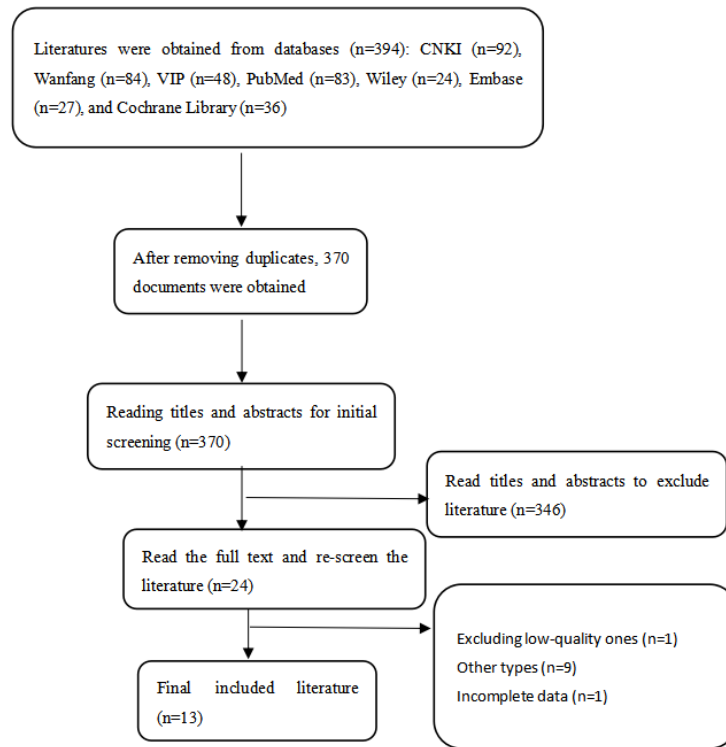 Literatures were obtained from databases (n=394): CNKI (n=92),
Wanfang (n=84), VIP (n=48), PubMed (n=83), Wiley (n=24), Embase
(n=27), and Cochrane Library (n=36)
After removing duplicates, 370
documents were obtained
Reading titles and abstracts for initial
screening (n=370)
Read titles and abstracts to exclude
literature (n=346)
Read the full text and re-screen the
literature (n=24)
Excluding low-quality ones (n=1)
Other types (n=9)
Incomplete data (n=1)
Final included literature
(n=13)